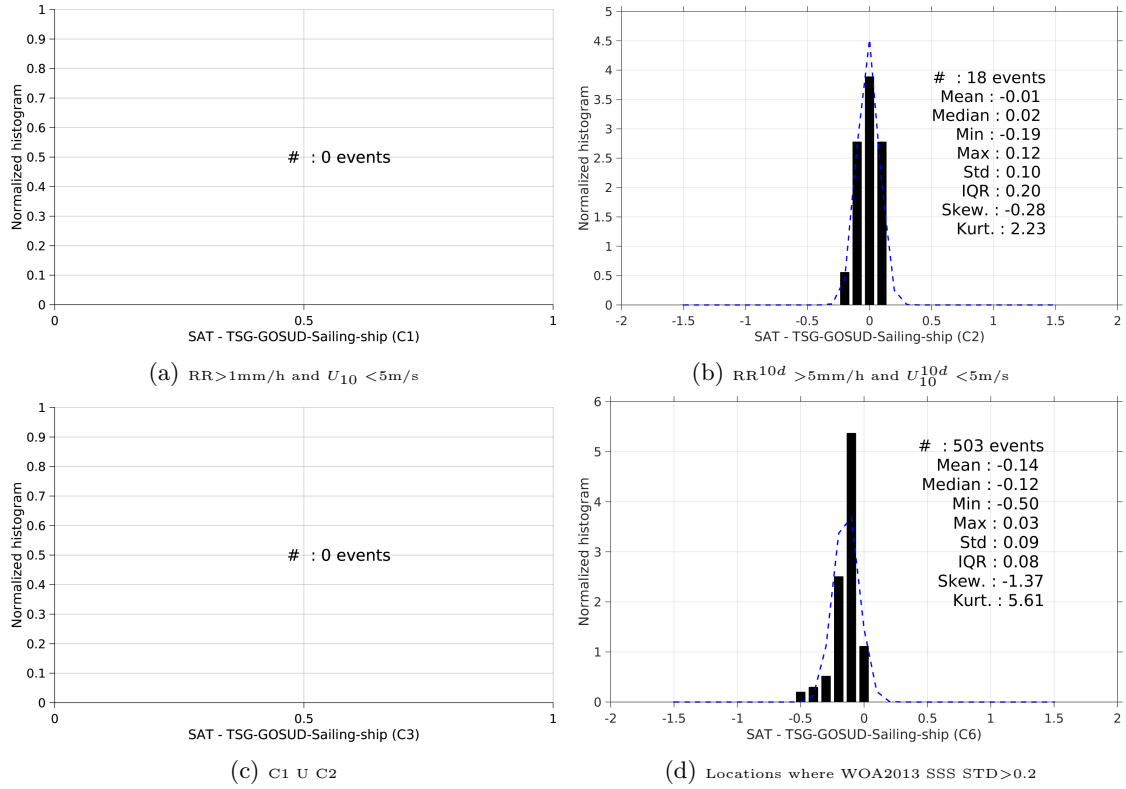 1
0.9
0.8
0.7
0.6
0.5
0.4
0.3
0.2
0.1
0
Normalized histogram
# : 0 events
0 0.5 1
SAT - TSG-GOSUD-Sailing-ship (C1)
(a) RR>1mm/h and U10 <5m/s
5
4.5
4
3.5
3
2.5
2
1.5
1
0.5
0
Normalized histogram
# : 18 events
Mean : -0.01
Median : 0.02
Min : -0.19
Max : 0.12
Std : 0.10
IQR : 0.20
Skew. : -0.28
Kurt. : 2.23
-2 -1.5 -1 -0.5 0 0.5 1 1.5 2
SAT - TSG-GOSUD-Sailing-ship (C2)
(b) RR^10d >5mm/h and U10^10d <5m/s
1
0.9
0.8
0.7
0.6
0.5
0.4
0.3
0.2
0.1
0
Normalized histogram
# : 0 events
0 0.5 1
SAT - TSG-GOSUD-Sailing-ship (C3)
(c) C1 U C2
6
5
4
3
2
1
0
Normalized histogram
# : 503 events
Mean : -0.14
Median : -0.12
Min : -0.50
Max : 0.03
Std : 0.09
IQR : 0.08
Skew. : -1.37
Kurt. : 5.61
-2 -1.5 -1 -0.5 0 0.5 1 1.5 2
SAT - TSG-GOSUD-Sailing-ship (C6)
(d) Locations where WOA2013 SSS STD>0.2